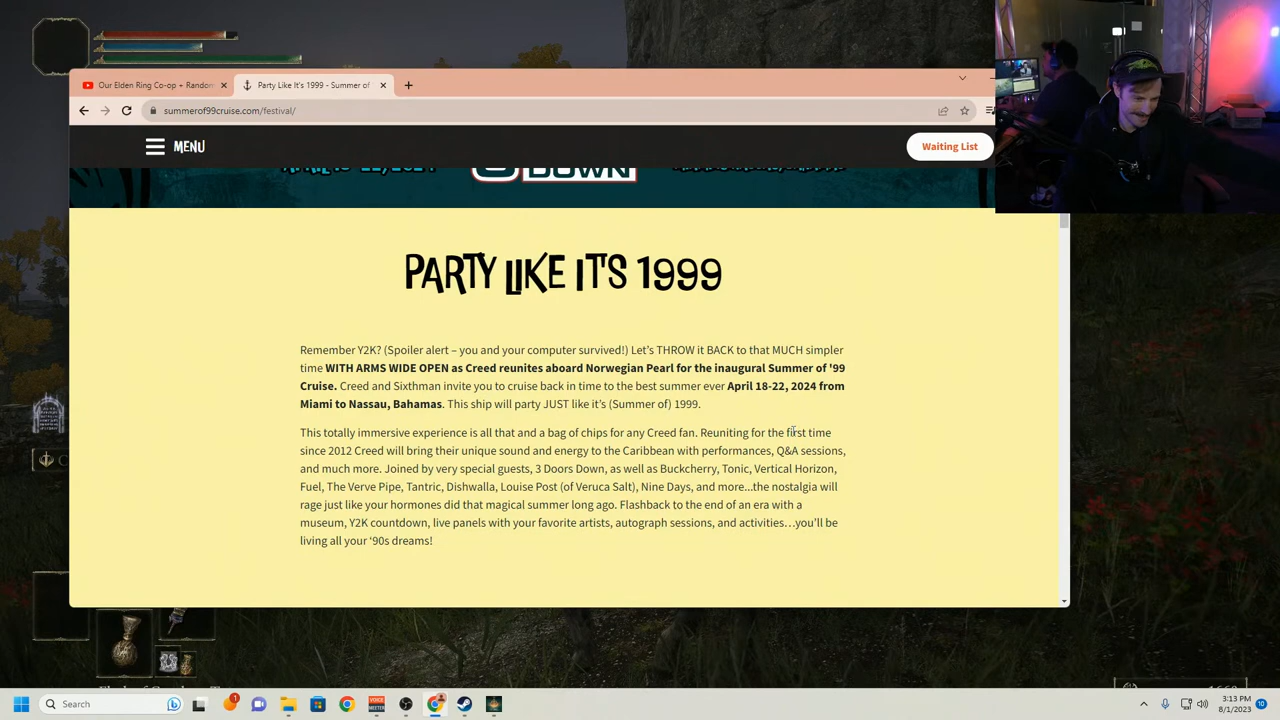 Our Elden Ring Co-op + Random
Party Like It's 1999 - Summer of
summerof99cruise.com/festival/
MENU
Waiting List
DOWN
PARTY LIKE IT'S 1999
Remember Y2K? (Spoiler alert – you and your computer survived!) Let's THROW it BACK to that MUCH simpler
time WITH ARMS WIDE OPEN as Creed reunites aboard Norwegian Pearl for the inaugural Summer of '99
Cruise. Creed and Sixthman invite you to cruise back in time to the best summer ever April 18-22, 2024 from
Miami to Nassau, Bahamas. This ship will party JUST like it's (Summer of) 1999.
This totally immersive experience is all that and a bag of chips for any Creed fan. Reuniting for the first time
since 2012 Creed will bring their unique sound and energy to the Caribbean with performances, Q&A sessions,
and much more. Joined by very special guests, 3 Doors Down, as well as Buckcherry, Tonic, Vertical Horizon,
Fuel, The Verve Pipe, Tantric, Dishwalla, Louise Post (of Veruca Salt), Nine Days, and more...the nostalgia will
rage just like your hormones did that magical summer long ago. Flashback to the end of an era with a
museum, Y2K countdown, live panels with your favorite artists, autograph sessions, and activities…you'll be
living all your ‘90s dreams!
Search
1
VOICE
MEETER
3:13 PM
8/1/2023
10